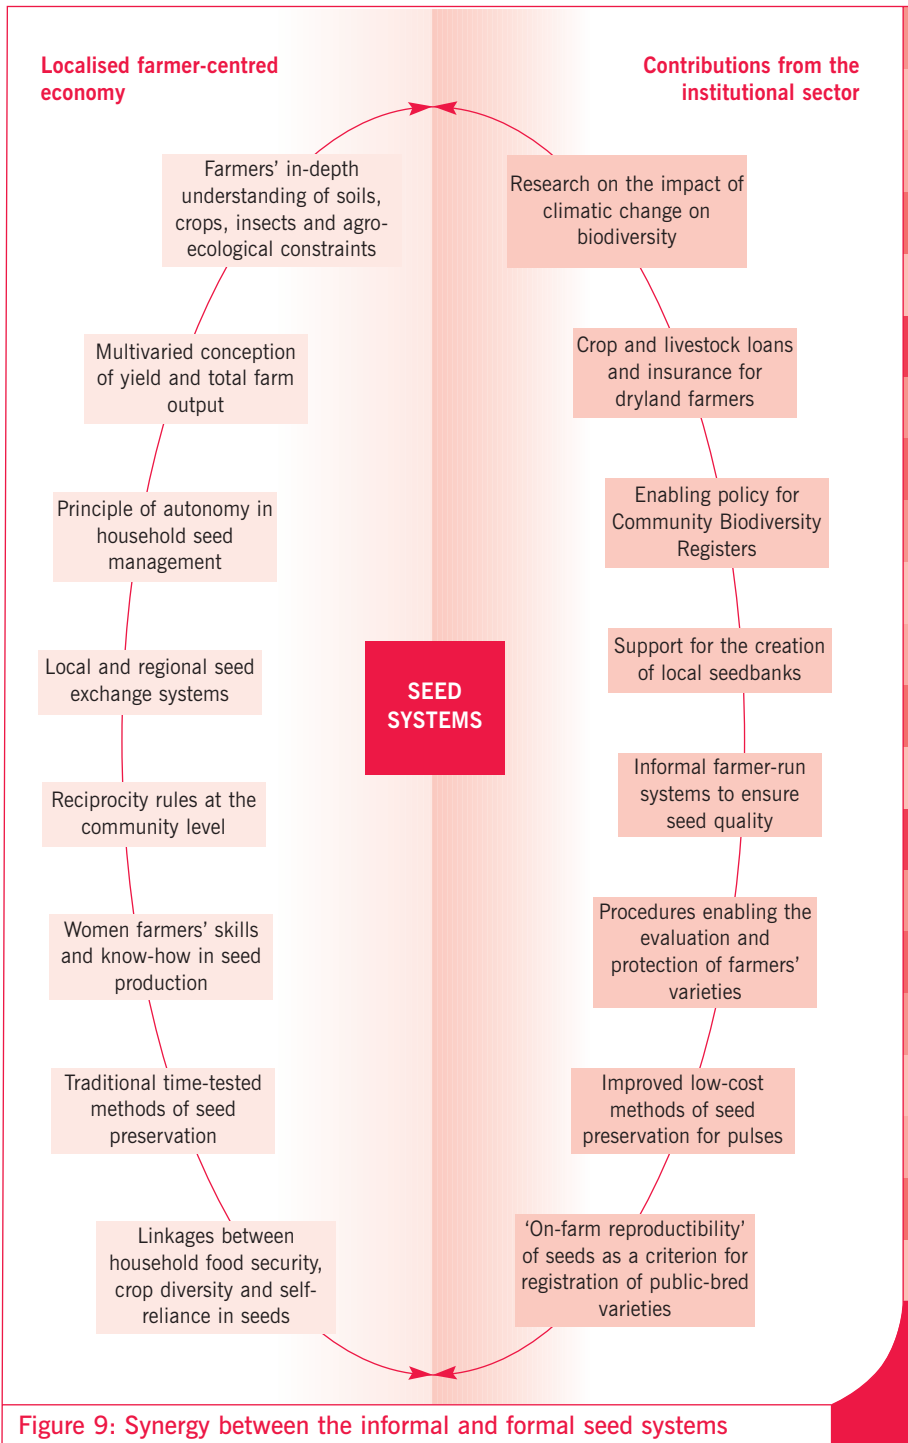 Localised farmer-centred
economy
Contributions from the
institutional sector
Farmers’ in-depth
understanding of soils,
crops, insects and agro-
ecological constraints
Multivaried conception
of yield and total farm
output
Principle of autonomy in
household seed
management
Local and regional seed
exchange systems
Reciprocity rules at the
community level
Women farmers’ skills
and know-how in seed
production
Traditional time-tested
methods of seed
preservation
Linkages between
household food security,
crop diversity and self-
reliance in seeds
SEED
SYSTEMS
Research on the impact of
climatic change on
biodiversity
Crop and livestock loans
and insurance for
dryland farmers
Enabling policy for
Community Biodiversity
Registers
Support for the creation
of local seedbanks
Informal farmer-run
systems to ensure
seed quality
Procedures enabling the
evaluation and
protection of farmers’
varieties
Improved low-cost
methods of seed
preservation for pulses
‘On-farm reproductibility’
of seeds as a criterion for
registration of public-bred
varieties
Figure 9: Synergy between the informal and formal seed systems